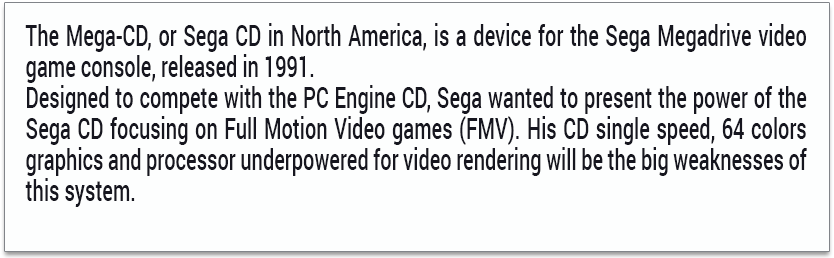 The Mega-CD, or Sega CD in North America, is a device for the Sega Megadrive video
game console, released in 1991.
Designed to compete with the PC Engine CD, Sega wanted to present the power of the
Sega CD focusing on Full Motion Video games (FMV). His CD single speed, 64 colors
graphics and processor underpowered for video rendering will be the big weaknesses of
this system.